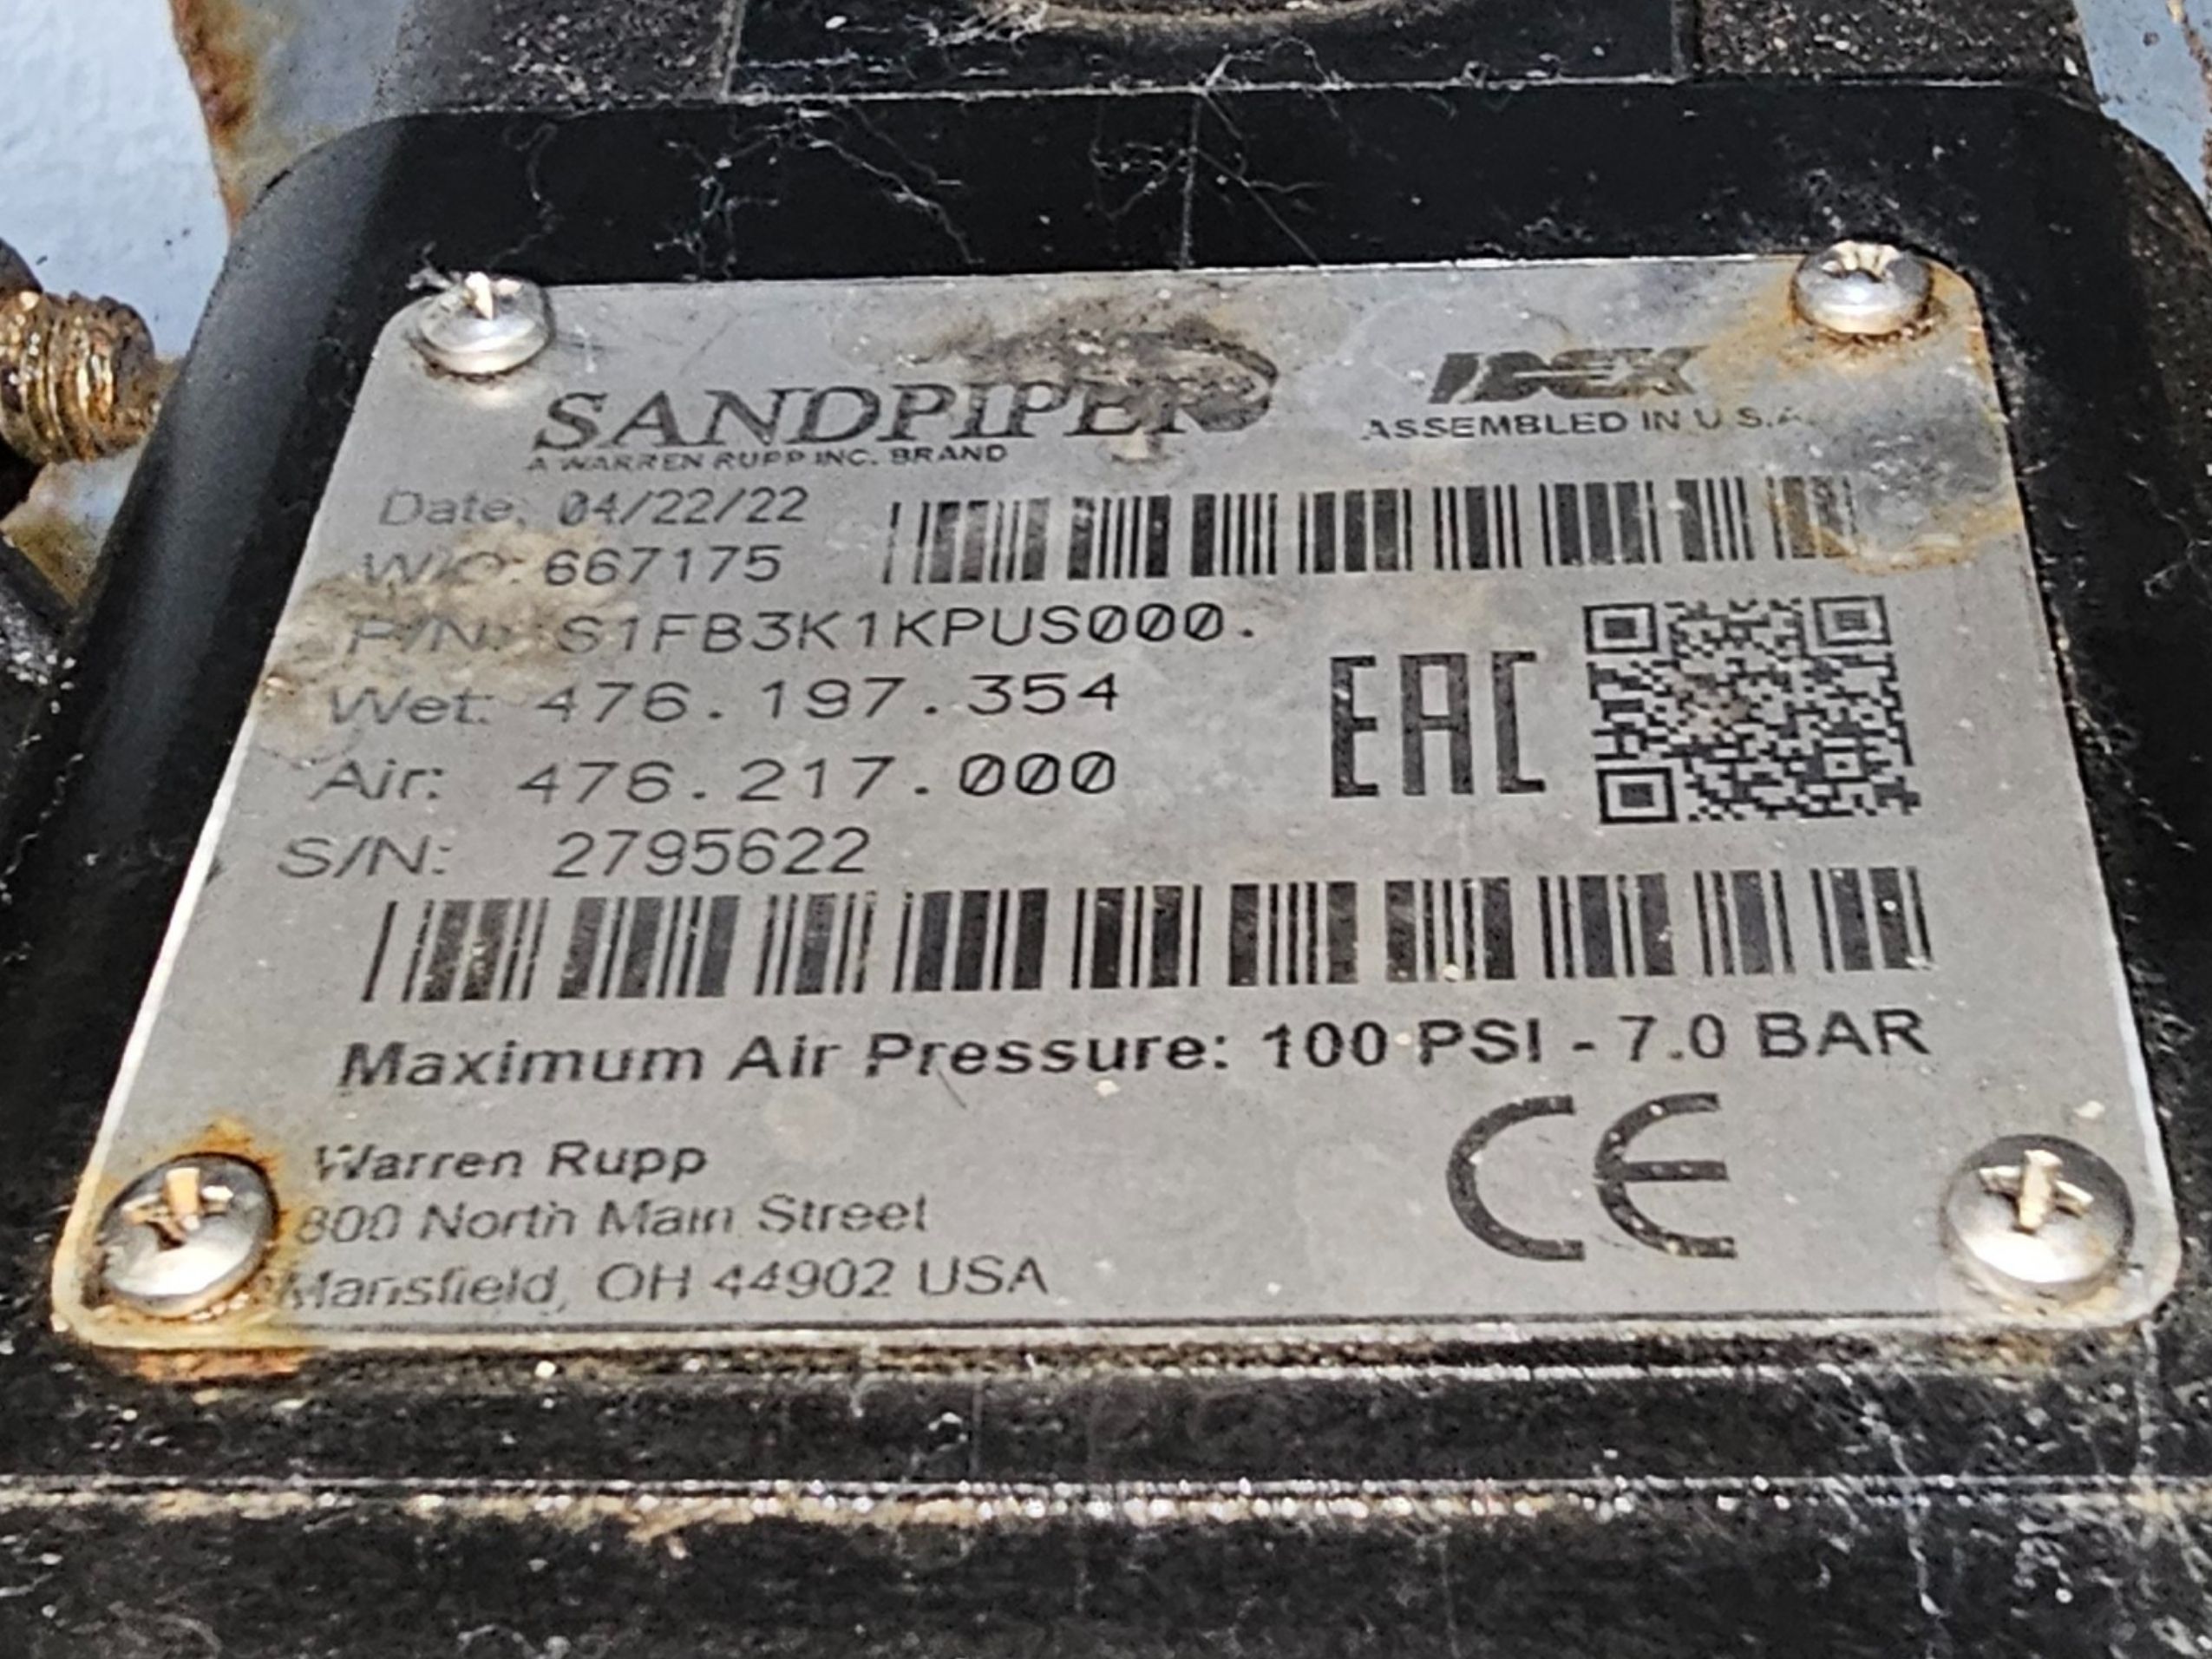 SANDPIPER
IDEX
A WARREN RUPP INC. BRAND
ASSEMBLED IN U.S.A.
Date: 04/22/22
W/O: 667175
P/N: S1FB3K1KPUS000.
Wet: 476.197.354
Air: 476.217.000
EAC
S/N: 2795622
Maximum Air Pressure: 100 PSI - 7.0 BAR
CE
Warren Rupp
800 North Main Street
Mansfield, OH 44902 USA